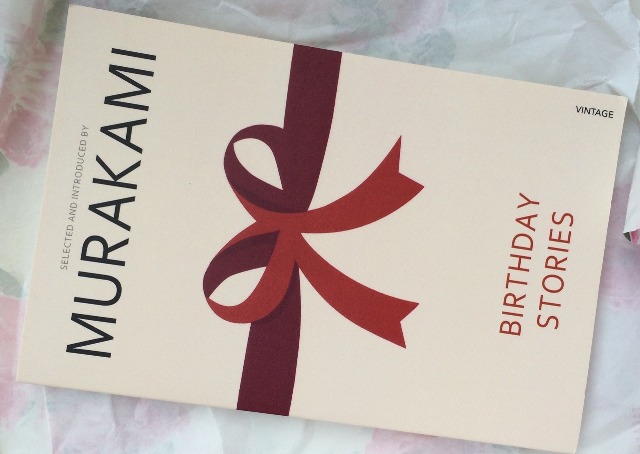 SELECTED AND INTRODUCED BY
MURAKAMI
BIRTHDAY
STORIES
VINTAGE